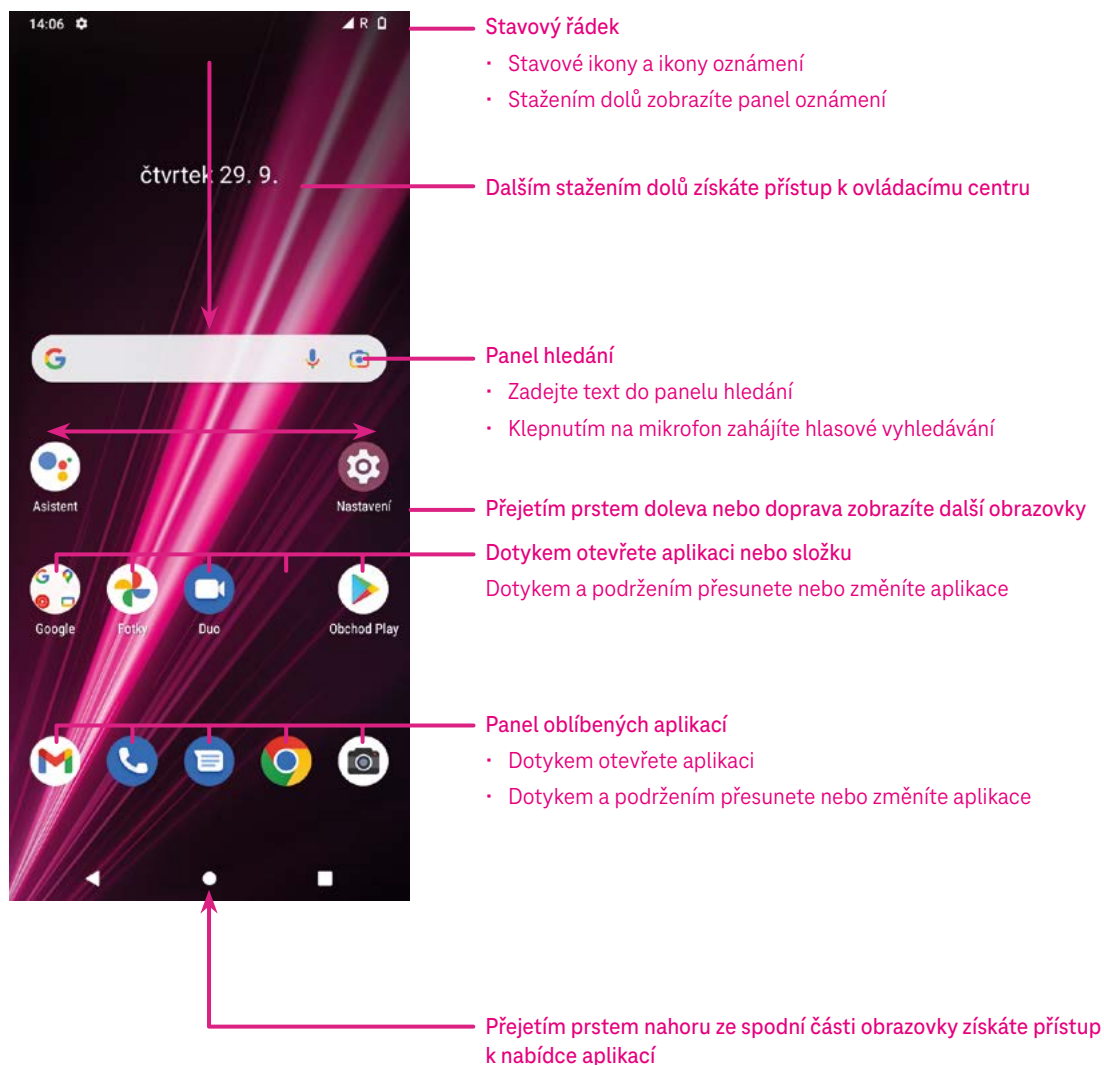 14:06
R
Stavový řádek
· Stavové ikony a ikony oznámení
· Stažením dolů zobrazíte panel oznámení
čtvrtek 29. 9.
Dalším stažením dolů získáte přístup k ovládacímu centru
G
Panel hledání
· Zadejte text do panelu hledání
· Klepnutím na mikrofon zahájíte hlasové vyhledávání
Asistent
Nastavení
Přejetím prstem doleva nebo doprava zobrazíte další obrazovky
Dotykem otevřete aplikaci nebo složku
Dotykem a podržením přesunete nebo změníte aplikace
Google
Fotky
Duo
Obchod Play
Panel oblíbených aplikací
· Dotykem otevřete aplikaci
· Dotykem a podržením přesunete nebo změníte aplikace
Přejetím prstem nahoru ze spodní části obrazovky získáte přístup
k nabídce aplikací